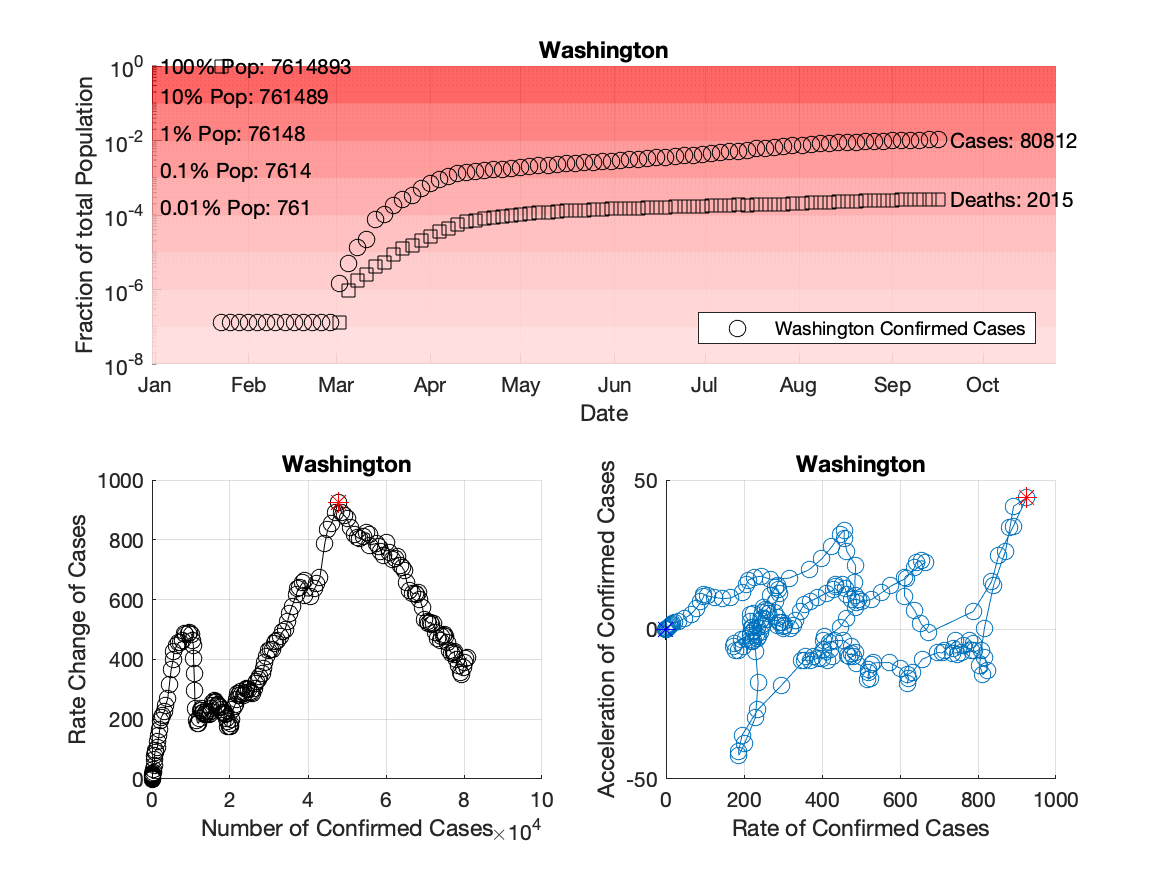 Washington
Fraction of total Population
10^0
10^-2
10^-4
10^-6
10^-8
100% Pop: 7614893
10% Pop: 761489
1% Pop: 76148
0.1% Pop: 7614
0.01% Pop: 761
Cases: 80812
Deaths: 2015
Washington Confirmed Cases
Jan Feb Mar Apr May Jun Jul Aug Sep Oct
Date
Washington
Rate Change of Cases
1000
800
600
400
200
0
0 2 4 6 8 10
Number of Confirmed Cases
×10^4
Washington
Acceleration of Confirmed Cases
50
0
-50
0 200 400 600 800 1000
Rate of Confirmed Cases